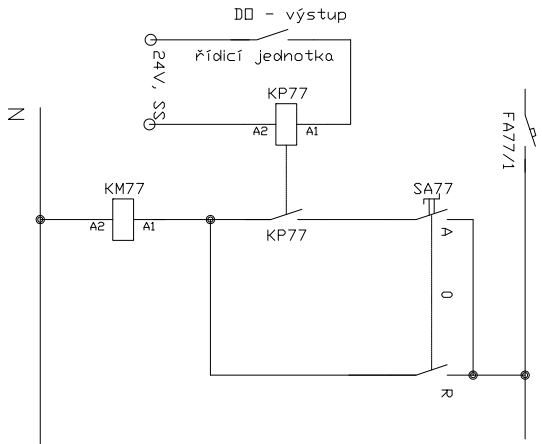 DO - výstup
řídicí jednotka
24V, SS
KP77
A2
A1
N
FA77/1
KM77
SA77
A2
A1
KP77
A
0
R